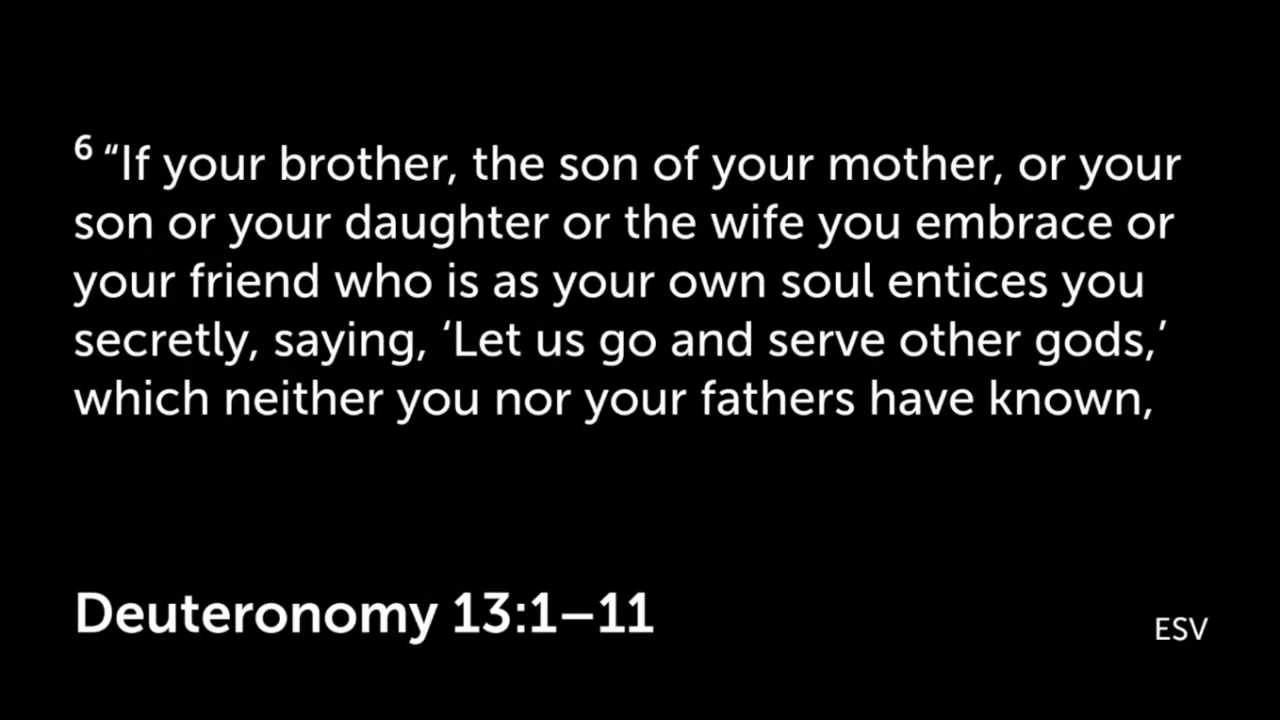 6 “If your brother, the son of your mother, or your
son or your daughter or the wife you embrace or
your friend who is as your own soul entices you
secretly, saying, ‘Let us go and serve other gods,’
which neither you nor your fathers have known,
Deuteronomy 13:1–11
ESV